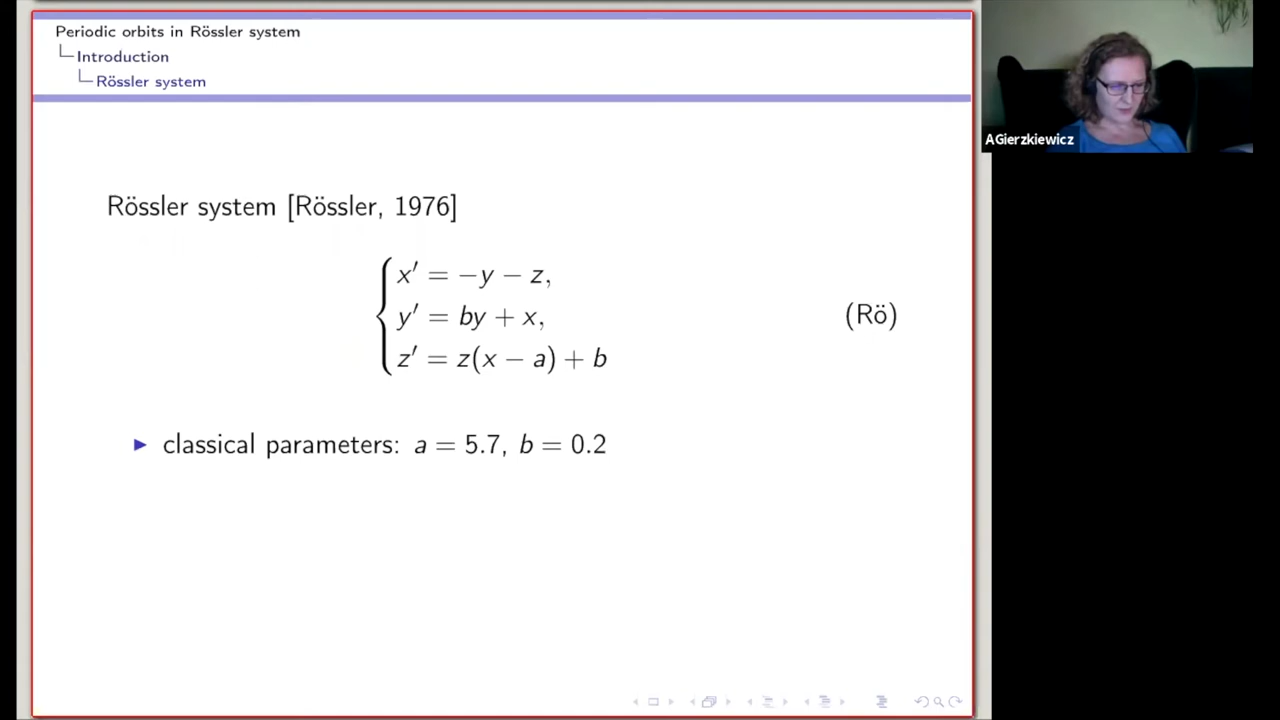 Periodic orbits in Rössler system
Introduction
Rössler system
AGierzkiewicz
Rössler system [Rössler, 1976]
x′ = −y − z,
y′ = by + x,
z′ = z(x − a) + b
(Rö)
▶ classical parameters: a = 5.7, b = 0.2